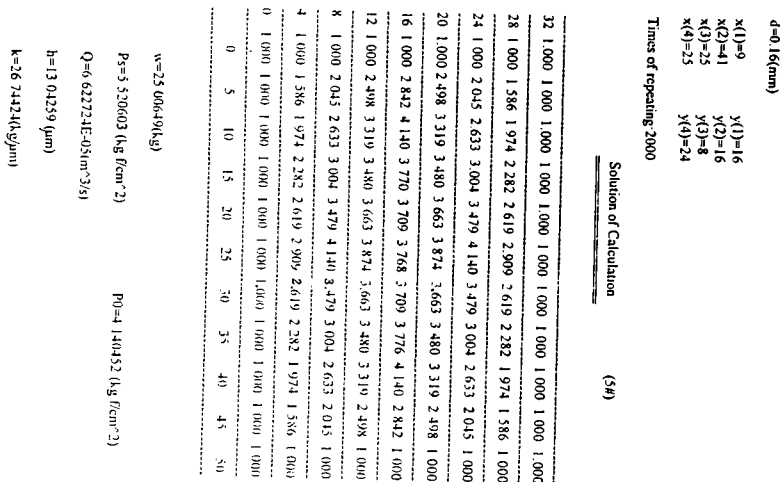 d=0.16(mm)
x(1)=9 y(1)=16
x(2)=41 y(2)=16
x(3)=25 y(3)=8
x(4)=25 y(4)=24
Times of repeating:2000
Solution of Calculation (5#)
32 1.000 1 000 1.000 1 000 1.000 1 000 1 000 1 000 1 000 1 000 1.000
28 1 000 1 586 1 974 2 282 2 619 2.909 2 619 2 282 1 974 1 586 1 000
24 1 000 2 045 2.633 3.004 3 479 4 140 3 479 3 004 2 633 2 045 1 000
20 1.000 2 498 3 319 3 480 3 663 3 874 3.663 3 480 3 319 2 498 1 000
16 1 000 2 842 4 140 3 770 3 709 3 768 3 709 3 776 4 140 2 842 1 000
12 1 000 2 498 3 319 3 480 3 663 3 874 3.663 3 480 3 319 2 498 1 000
8 1 000 2 045 2 633 3 004 3 479 4 140 3.479 3 004 2 633 2 045 1 000
4 1 000 1 586 1 974 2 282 2 619 2 909 2.619 2 282 1 974 1 586 1 000
0 1 000 1 000 1 000 1 000 1 000 1 000 1.000 1 000 1 000 1 000 1 000
0 5 10 15 20 25 30 35 40 45 50
w=25 00649(kg)
Ps=5 520603 (kg f/cm^2) P0=4 140452 (kg f/cm^2)
Q=6 622724E-05(m^3/s)
h=13 04259 (μm)
k=26 74424(kg/μm)